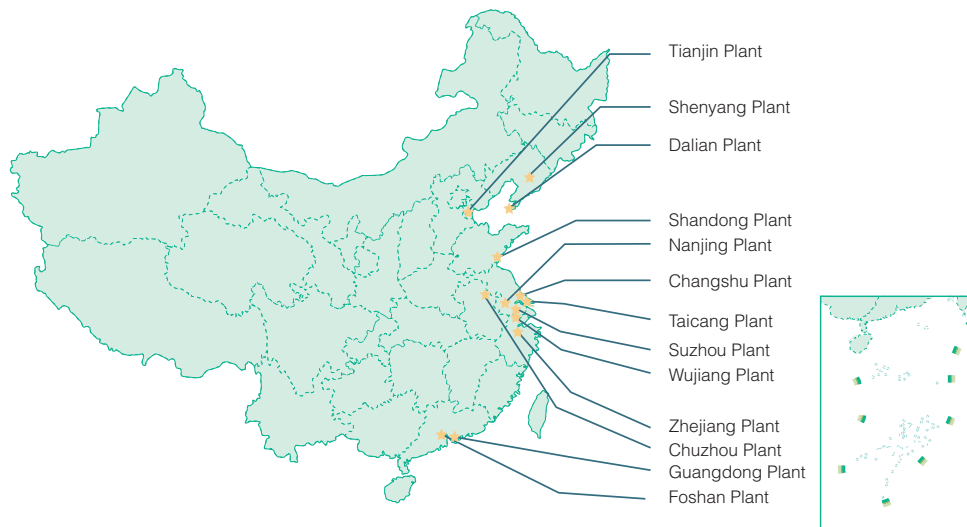 Tianjin Plant
Shenyang Plant
Dalian Plant
Shandong Plant
Nanjing Plant
Changshu Plant
Taicang Plant
Suzhou Plant
Wujiang Plant
Zhejiang Plant
Chuzhou Plant
Guangdong Plant
Foshan Plant